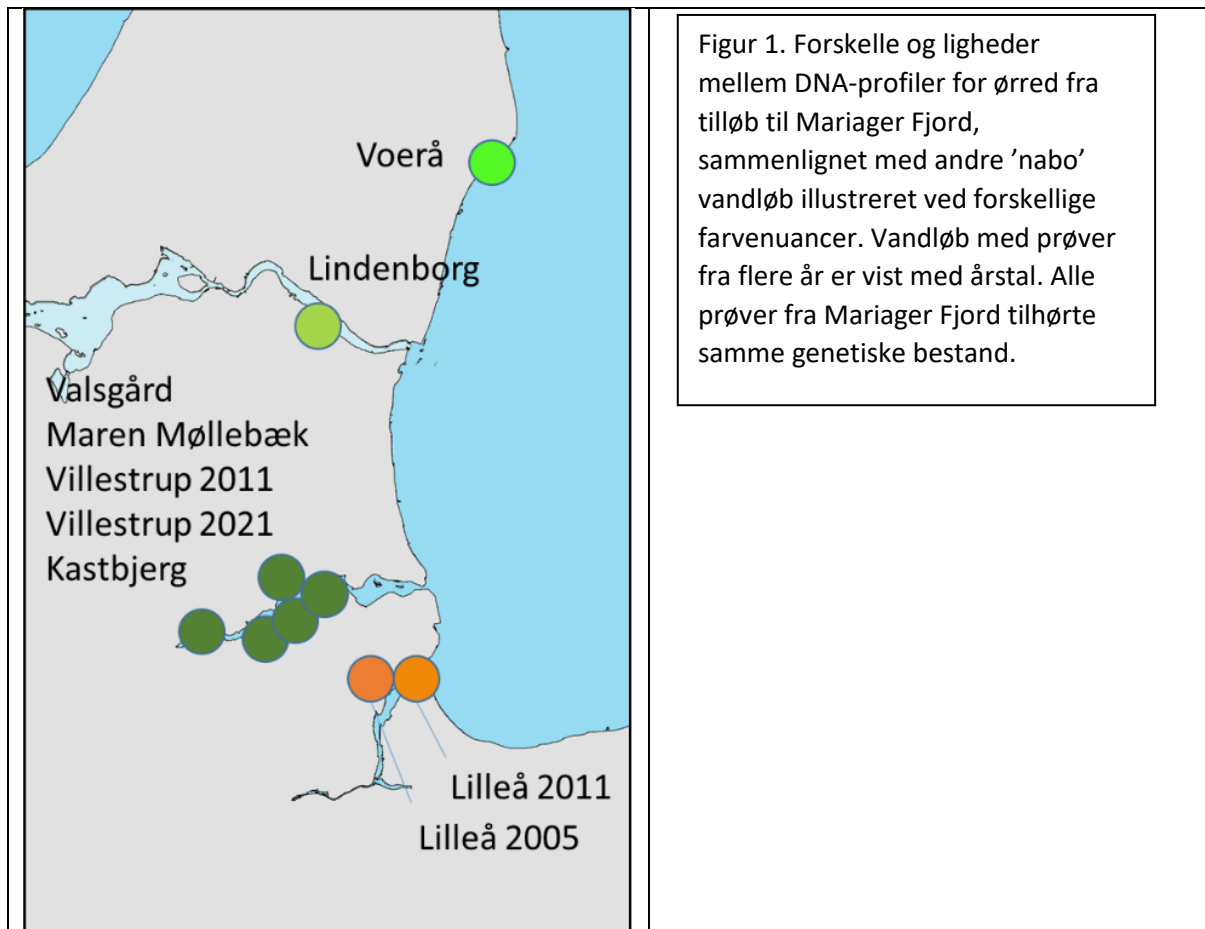 Voerå
Lindenborg
Valsgård
Maren Møllebæk
Villestrup 2011
Villestrup 2021
Kastbjerg
Lilleå 2011
Lilleå 2005
Figur 1. Forskelle og ligheder
mellem DNA-profiler for ørred fra
tilløb til Mariager Fjord,
sammenlignet med andre ’nabo’
vandløb illustreret ved forskellige
farvenuancer. Vandløb med prøver
fra flere år er vist med årstal. Alle
prøver fra Mariager Fjord tilhørte
samme genetiske bestand.